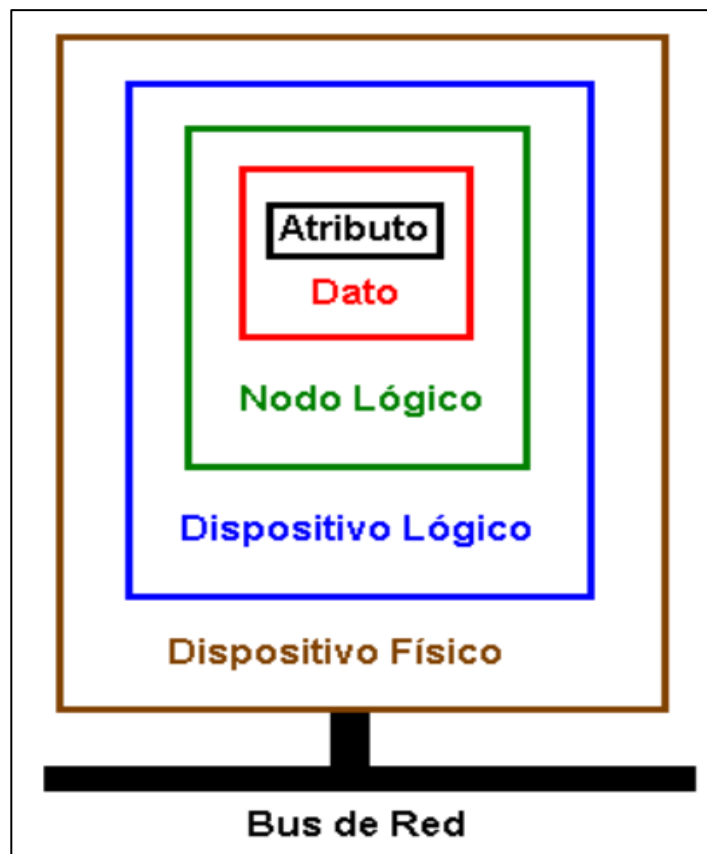 Atributo
Dato
Nodo Lógico
Dispositivo Lógico
Dispositivo Físico
Bus de Red